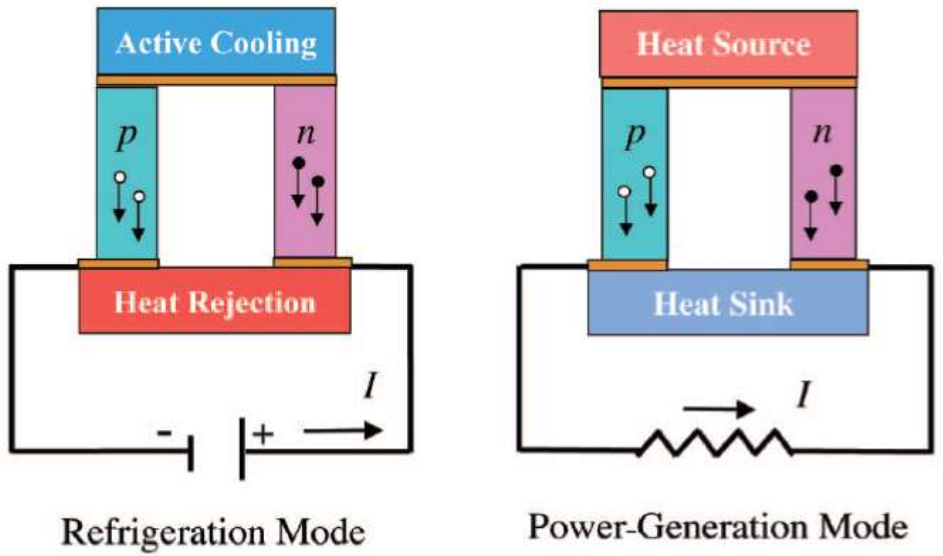 Active Cooling
p
n
Heat Rejection
I
- +
Refrigeration Mode
Heat Source
p
n
Heat Sink
I
Power-Generation Mode